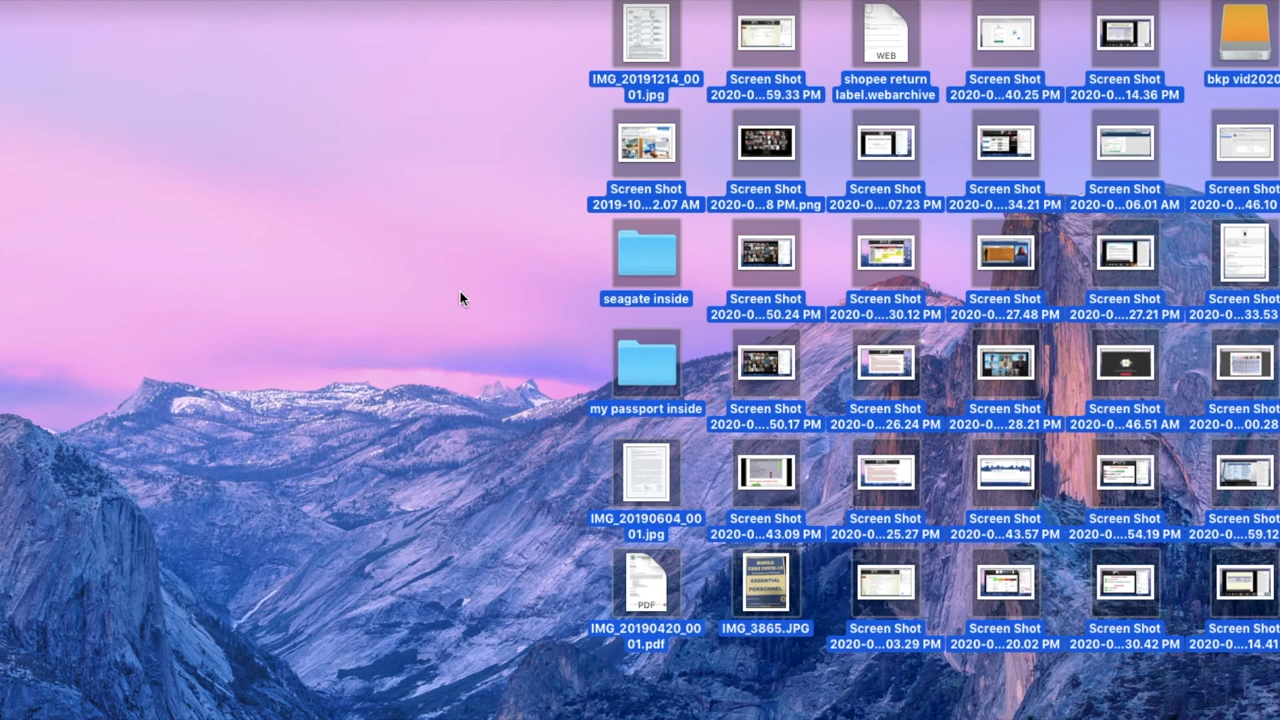 IMG_20191214_00
01.jpg
Screen Shot
2020-0...59.33 PM
WEB
shopee return
label.webarchive
Screen Shot
2020-0...40.25 PM
Screen Shot
2020-0...14.36 PM
bkp vid2020
Screen Shot
2019-10...2.07 AM
Screen Shot
2020-0...8 PM.png
Screen Shot
2020-0....07.23 PM
Screen Shot
2020-0....34.21 PM
Screen Shot
2020-0...06.01 AM
Screen Shot
2020-0...46.10
seagate inside
Screen Shot
2020-0...50.24 PM
Screen Shot
2020-0....30.12 PM
Screen Shot
2020-0...27.48 PM
Screen Shot
2020-0....27.21 PM
Screen Shot
2020-0...33.53
my passport inside
Screen Shot
2020-0....50.17 PM
Screen Shot
2020-0...26.24 PM
Screen Shot
2020-0....28.21 PM
Screen Shot
2020-0...46.51 AM
Screen Shot
2020-0...00.28
IMG_20190604_00
01.jpg
Screen Shot
2020-0...43.09 PM
Screen Shot
2020-0...25.27 PM
Screen Shot
2020-0...43.57 PM
Screen Shot
2020-0....54.19 PM
Screen Shot
2020-0...59.12
PDF
IMG_20190420_00
01.pdf
MANILA
CODE COVID-19
ESSENTIAL
PERSONNEL
IMG_3865.JPG
Screen Shot
2020-0...03.29 PM
Screen Shot
2020-0...20.02 PM
Screen Shot
2020-0...30.42 PM
Screen Shot
2020-0....14.41